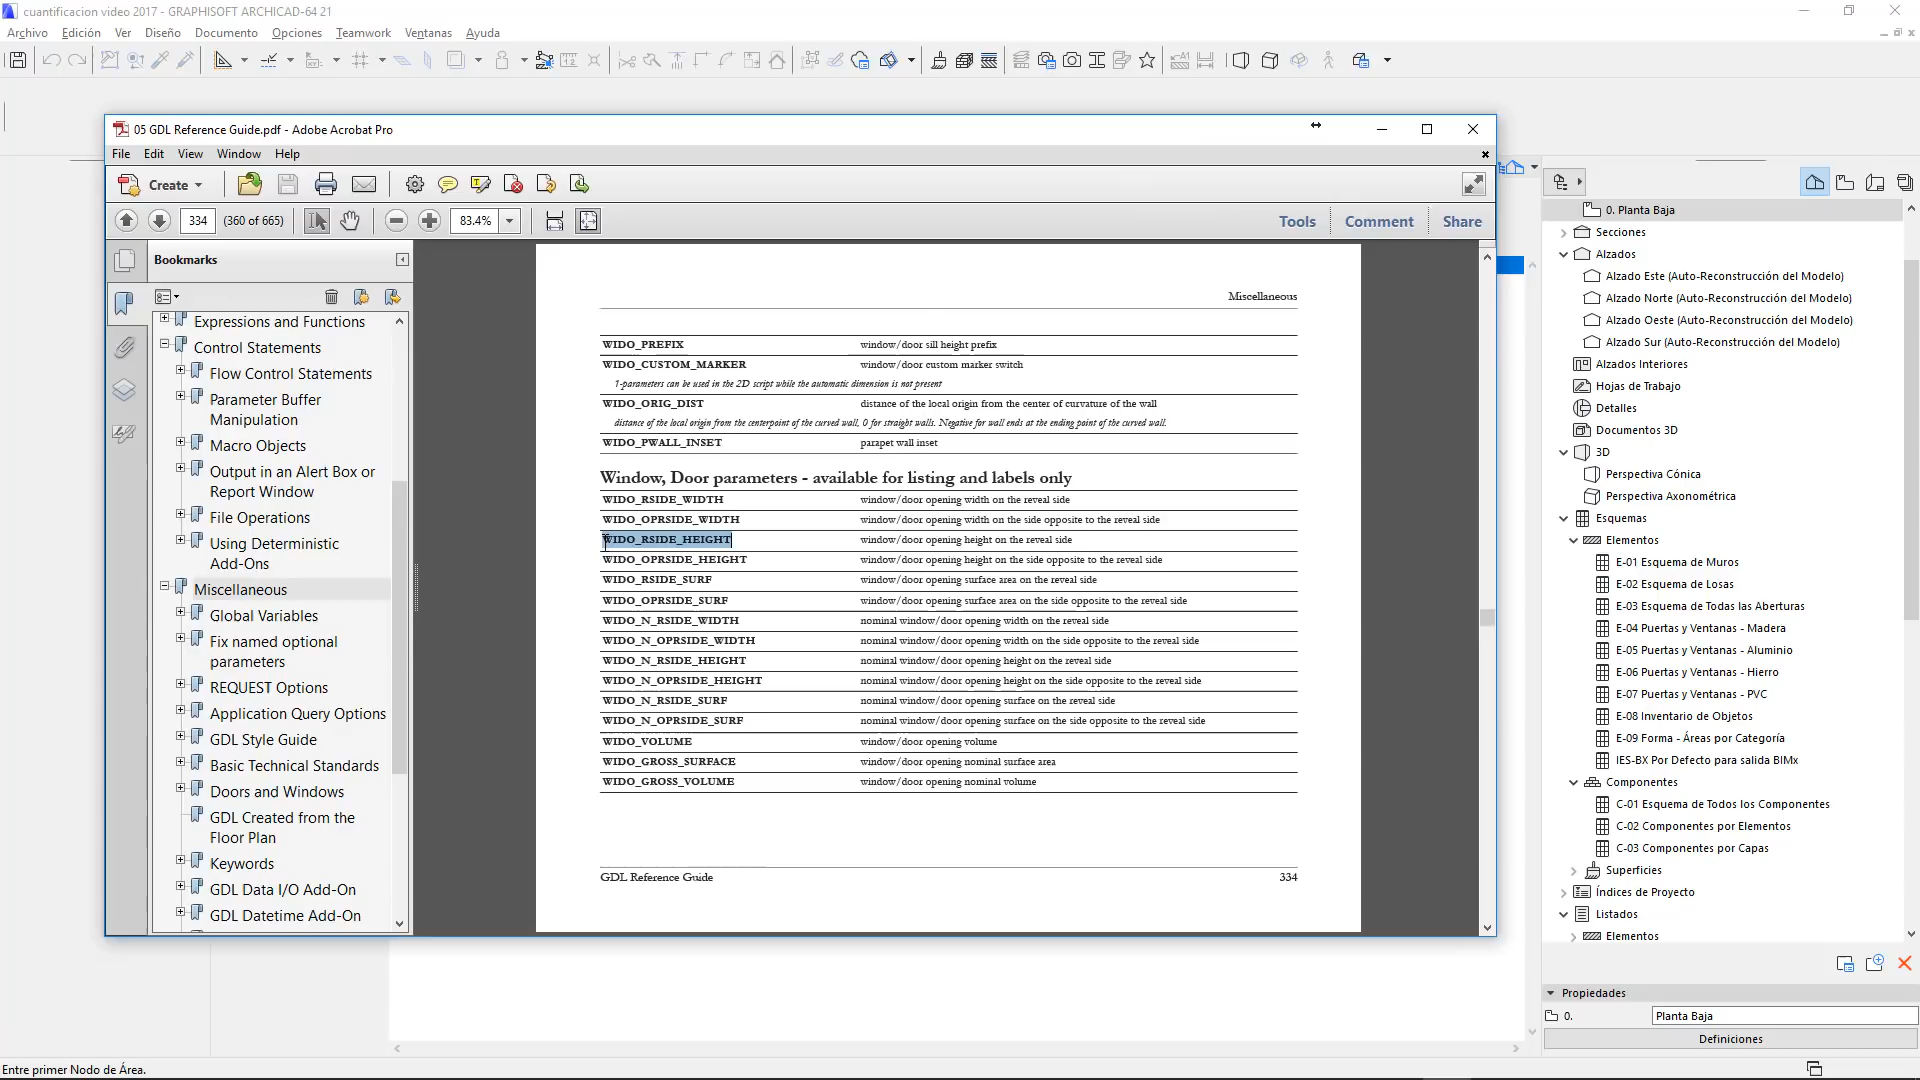 cuantificacion video 2017 - GRAPHISOFT ARCHICAD-64 21
Archivo Edición Ver Diseño Documento Opciones Teamwork Ventanas Ayuda
05 GDL Reference Guide.pdf - Adobe Acrobat Pro
File Edit View Window Help
Create
334 (360 of 665) 83.4% Tools Comment Share
Bookmarks
Expressions and Functions
Control Statements
Flow Control Statements
Parameter Buffer
Manipulation
Macro Objects
Output in an Alert Box or
Report Window
File Operations
Using Deterministic
Add-Ons
Miscellaneous
Global Variables
Fix named optional
parameters
REQUEST Options
Application Query Options
GDL Style Guide
Basic Technical Standards
Doors and Windows
GDL Created from the
Floor Plan
Keywords
GDL Data I/O Add-On
GDL Datetime Add-On
Miscellaneous
WIDO_PREFIX window/door sill height prefix
WIDO_CUSTOM_MARKER window/door custom marker switch
1-parameters can be used in the 2D script while the automatic dimension is not present
WIDO_ORIG_DIST distance of the local origin from the center of curvature of the wall
distance of the local origin from the centerpoint of the curved wall, 0 for straight walls. Negative for wall ends at the ending point of the curved wall.
WIDO_PWALL_INSET parapet wall inset
Window, Door parameters - available for listing and labels only
WIDO_RSIDE_WIDTH window/door opening width on the reveal side
WIDO_OPRSIDE_WIDTH window/door opening width on the side opposite to the reveal side
WIDO_RSIDE_HEIGHT window/door opening height on the reveal side
WIDO_OPRSIDE_HEIGHT window/door opening height on the side opposite to the reveal side
WIDO_RSIDE_SURF window/door opening surface area on the reveal side
WIDO_OPRSIDE_SURF window/door opening surface area on the side opposite to the reveal side
WIDO_N_RSIDE_WIDTH nominal window/door opening width on the reveal side
WIDO_N_OPRSIDE_WIDTH nominal window/door opening width on the side opposite to the reveal side
WIDO_N_RSIDE_HEIGHT nominal window/door opening height on the reveal side
WIDO_N_OPRSIDE_HEIGHT nominal window/door opening height on the side opposite to the reveal side
WIDO_N_RSIDE_SURF nominal window/door opening surface on the reveal side
WIDO_N_OPRSIDE_SURF nominal window/door opening surface on the side opposite to the reveal side
WIDO_VOLUME window/door opening volume
WIDO_GROSS_SURFACE window/door opening nominal surface area
WIDO_GROSS_VOLUME window/door opening nominal volume
GDL Reference Guide 334
0. Planta Baja
Secciones
Alzados
Alzado Este (Auto-Reconstrucción del Modelo)
Alzado Norte (Auto-Reconstrucción del Modelo)
Alzado Oeste (Auto-Reconstrucción del Modelo)
Alzado Sur (Auto-Reconstrucción del Modelo)
Alzados Interiores
Hojas de Trabajo
Detalles
Documentos 3D
3D
Perspectiva Cónica
Perspectiva Axonométrica
Esquemas
Elementos
E-01 Esquema de Muros
E-02 Esquema de Losas
E-03 Esquema de Todas las Aberturas
E-04 Puertas y Ventanas - Madera
E-05 Puertas y Ventanas - Aluminio
E-06 Puertas y Ventanas - Hierro
E-07 Puertas y Ventanas - PVC
E-08 Inventario de Objetos
E-09 Forma - Áreas por Categoría
IES-BX Por Defecto para salida BIMx
Componentes
C-01 Esquema de Todos los Componentes
C-02 Componentes por Elementos
C-03 Componentes por Capas
Superficies
Índices de Proyecto
Listados
Elementos
Propiedades
0. Planta Baja
Definiciones
Entre primer Nodo de Área.